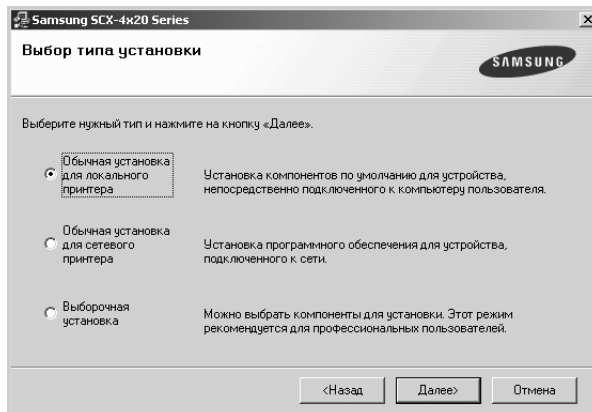 Samsung SCX-4x20 Series
Выбор типа установки
SAMSUNG
Выберите нужный тип и нажмите на кнопку «Далее».
Обычная установка
для локального
принтера
Установка компонентов по умолчанию для устройства,
непосредственно подключенного к компьютеру пользователя.
Обычная установка
для сетевого
принтера
Установка программного обеспечения для устройства,
подключенного к сети.
Выборочная
установка
Можно выбрать компоненты для установки. Этот режим
рекомендуется для профессиональных пользователей.
<Назад
Далее>
Отмена